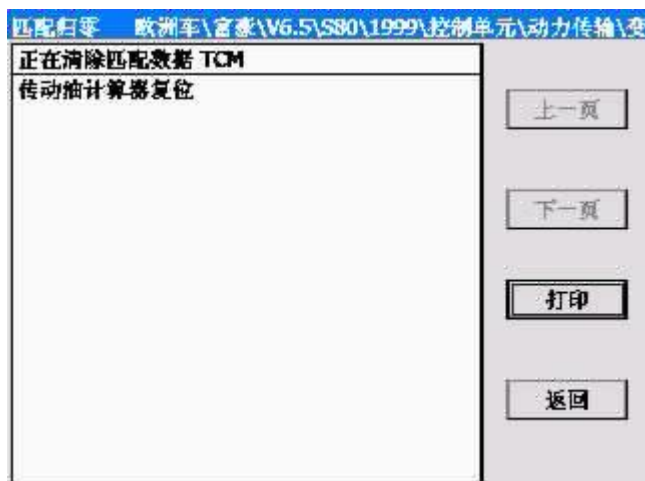 匹配归零 欧洲车\富豪\V6.5\S80\1999\控制单元\动力传输\变
正在清除匹配数据 TCM
传动油计算器复位
上一页
下一页
打印
返回